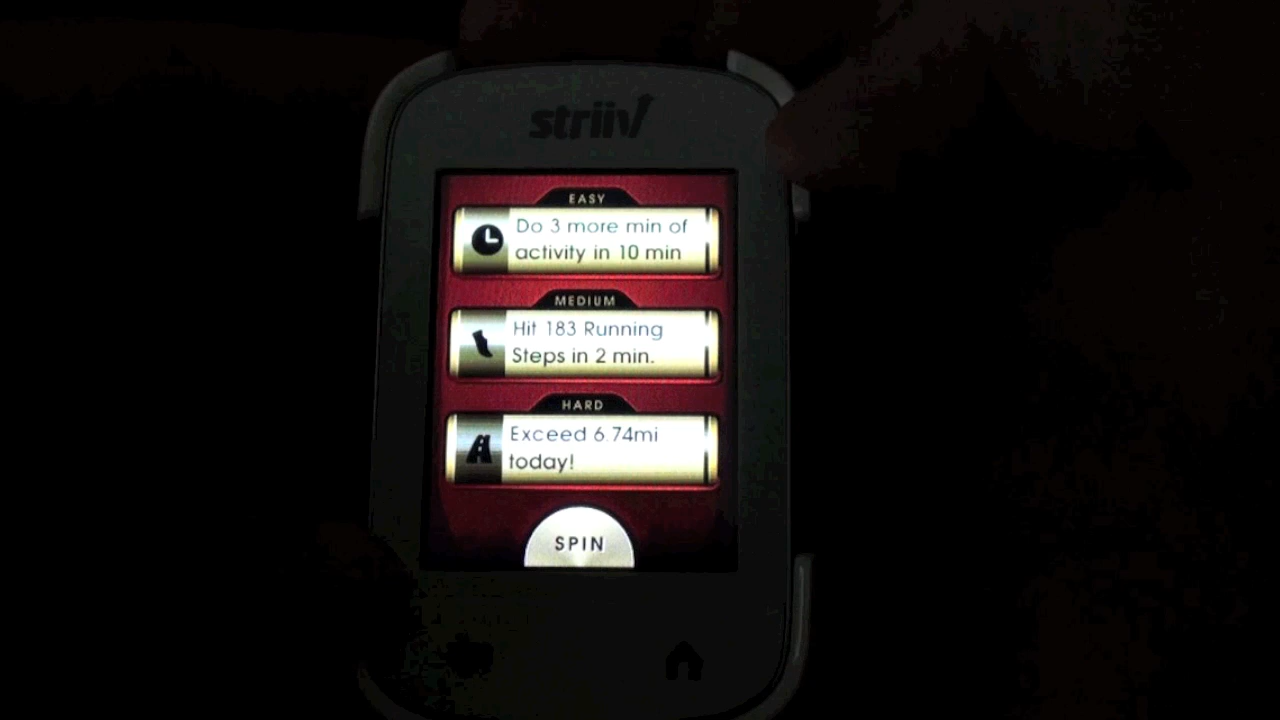 striiv
EASY
Do 3 more min of
activity in 10 min
MEDIUM
Hit 183 Running
Steps in 2 min.
HARD
Exceed 6.74mi
today!
SPIN